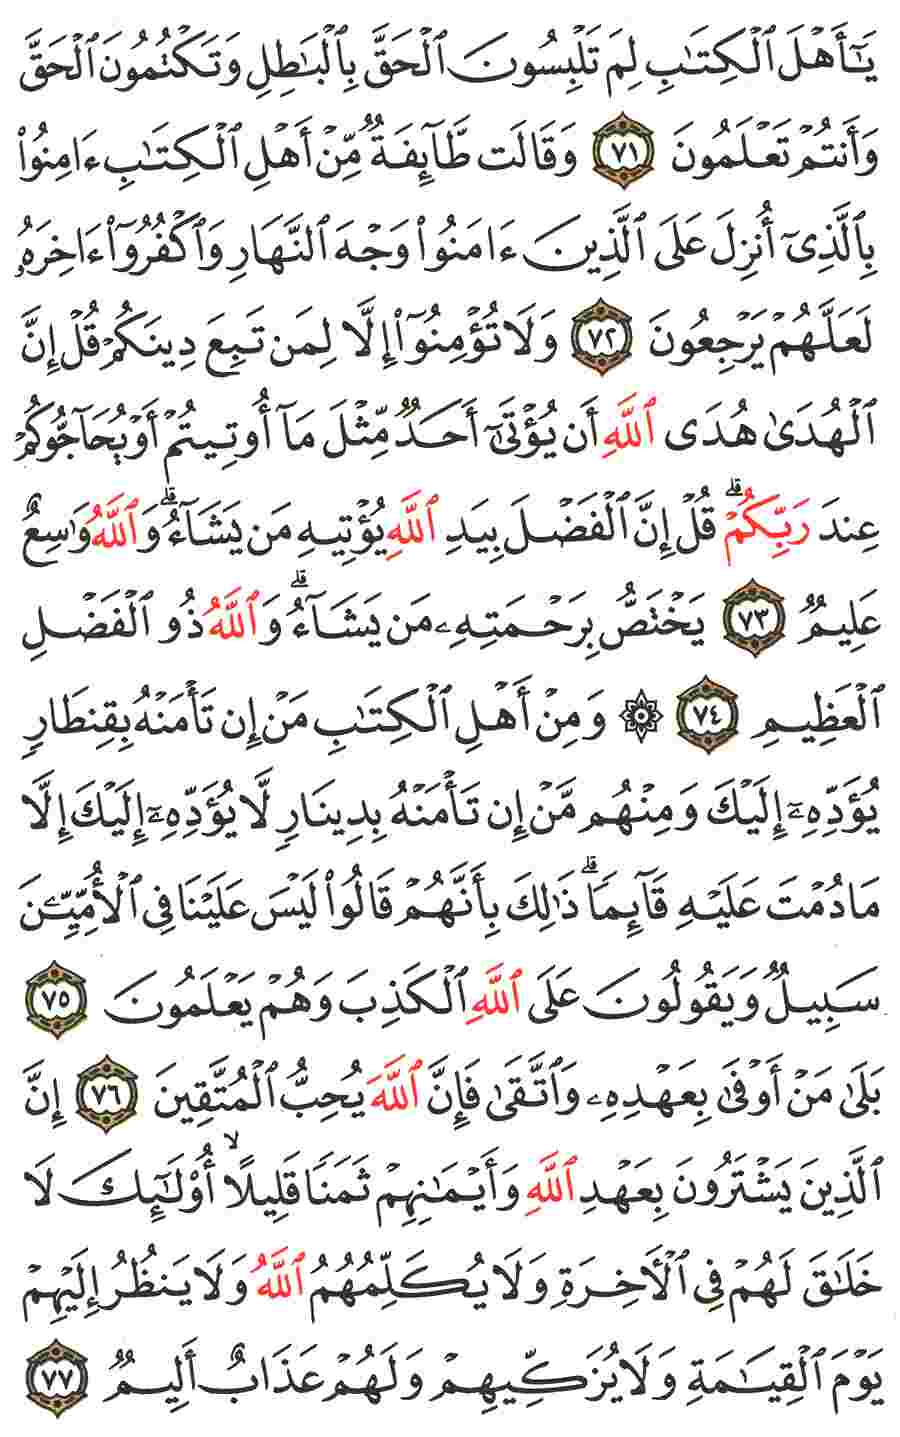 يَٰٓأَهْلَ ٱلْكِتَٰبِ لِمَ تَلْبِسُونَ ٱلْحَقَّ بِٱلْبَٰطِلِ وَتَكْتُمُونَ ٱلْحَقَّ
وَأَنتُمْ تَعْلَمُونَ ٧١ وَقَالَت طَّآئِفَةٌ مِّنْ أَهْلِ ٱلْكِتَٰبِ ءَامِنُوا۟
بِٱلَّذِىٓ أُنزِلَ عَلَى ٱلَّذِينَ ءَامَنُوا۟ وَجْهَ ٱلنَّهَارِ وَٱكْفُرُوٓا۟ ءَاخِرَهُۥ
لَعَلَّهُمْ يَرْجِعُونَ ٧٢ وَلَا تُؤْمِنُوٓا۟ إِلَّا لِمَن تَبِعَ دِينَكُمْ قُلْ إِنَّ
ٱلْهُدَىٰ هُدَى ٱللَّهِ أَن يُؤْتَىٰٓ أَحَدٌ مِّثْلَ مَآ أُوتِيتُمْ أَوْ يُحَآجُّوكُمْ
عِندَ رَبِّكُمْ ۗ قُلْ إِنَّ ٱلْفَضْلَ بِيَدِ ٱللَّهِ يُؤْتِيهِ مَن يَشَآءُ ۗ وَٱللَّهُ وَٰسِعٌ
عَلِيمٌ ٧٣ يَخْتَصُّ بِرَحْمَتِهِۦ مَن يَشَآءُ ۗ وَٱللَّهُ ذُو ٱلْفَضْلِ
ٱلْعَظِيمِ ٧٤ ۞ وَمِنْ أَهْلِ ٱلْكِتَٰبِ مَنْ إِن تَأْمَنْهُ بِقِنطَارٍ
يُؤَدِّهِۦٓ إِلَيْكَ وَمِنْهُم مَّنْ إِن تَأْمَنْهُ بِدِينَارٍ لَّا يُؤَدِّهِۦٓ إِلَيْكَ إِلَّا
مَا دُمْتَ عَلَيْهِ قَآئِمًا ۗ ذَٰلِكَ بِأَنَّهُمْ قَالُوا۟ لَيْسَ عَلَيْنَا فِى ٱلْأُمِّيِّۦنَ
سَبِيلٌ وَيَقُولُونَ عَلَى ٱللَّهِ ٱلْكَذِبَ وَهُمْ يَعْلَمُونَ ٧٥
بَلَىٰ مَنْ أَوْفَىٰ بِعَهْدِهِۦ وَٱتَّقَىٰ فَإِنَّ ٱللَّهَ يُحِبُّ ٱلْمُتَّقِينَ ٧٦ إِنَّ
ٱلَّذِينَ يَشْتَرُونَ بِعَهْدِ ٱللَّهِ وَأَيْمَٰنِهِمْ ثَمَنًا قَلِيلًا ۙ أُو۟لَٰٓئِكَ لَا
خَلَٰقَ لَهُمْ فِى ٱلْـَٔاخِرَةِ وَلَا يُكَلِّمُهُمُ ٱللَّهُ وَلَا يَنظُرُ إِلَيْهِمْ
يَوْمَ ٱلْقِيَٰمَةِ وَلَا يُزَكِّيهِمْ وَلَهُمْ عَذَابٌ أَلِيمٌ ٧٧